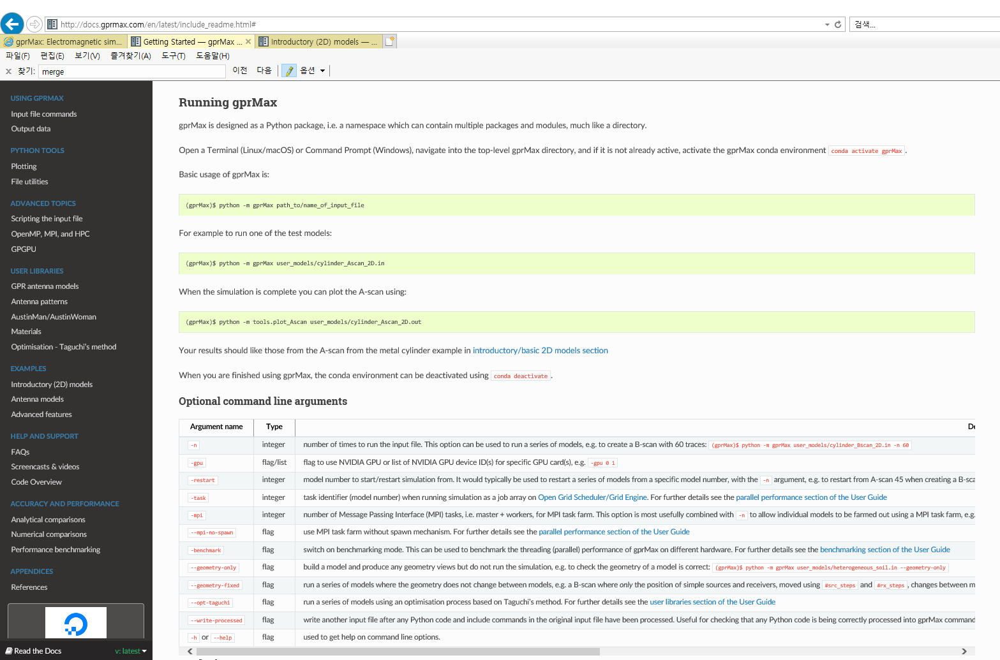 http://docs.gprmax.com/en/latest/include_readme.html#
검색...
gprMax: Electromagnetic sim...
Getting Started — gprMax ...
Introductory (2D) models — ...
파일(F) 편집(E) 보기(V) 즐겨찾기(A) 도구(T) 도움말(H)
x 찾기: merge 이전 다음 옵션
USING GPRMAX
Input file commands
Output data
PYTHON TOOLS
Plotting
File utilities
ADVANCED TOPICS
Scripting the input file
OpenMP, MPI, and HPC
GPGPU
USER LIBRARIES
GPR antenna models
Antenna patterns
AustinMan/AustinWoman
Materials
Optimisation - Taguchi's method
EXAMPLES
Introductory (2D) models
Antenna models
Advanced features
HELP AND SUPPORT
FAQs
Screencasts & videos
Code Overview
ACCURACY AND PERFORMANCE
Analytical comparisons
Numerical comparisons
Performance benchmarking
APPENDICES
References
Read the Docs v: latest
Running gprMax
gprMax is designed as a Python package, i.e. a namespace which can contain multiple packages and modules, much like a directory.
Open a Terminal (Linux/macOS) or Command Prompt (Windows), navigate into the top-level gprMax directory, and if it is not already active, activate the gprMax conda environment conda activate gprMax.
Basic usage of gprMax is:
(gprMax)$ python -m gprMax path_to/name_of_input_file
For example to run one of the test models:
(gprMax)$ python -m gprMax user_models/cylinder_Ascan_2D.in
When the simulation is complete you can plot the A-scan using:
(gprMax)$ python -m tools.plot_Ascan user_models/cylinder_Ascan_2D.out
Your results should like those from the A-scan from the metal cylinder example in introductory/basic 2D models section
When you are finished using gprMax, the conda environment can be deactivated using conda deactivate.
Optional command line arguments
Argument name Type De
-n integer number of times to run the input file. This option can be used to run a series of models, e.g. to create a B-scan with 60 traces: (gprMax)$ python -m gprMax user_models/cylinder_Bscan_2D.in -n 60
-gpu flag/list flag to use NVIDIA GPU or list of NVIDIA GPU device ID(s) for specific GPU card(s), e.g. -gpu 0 1
-restart integer model number to start/restart simulation from. It would typically be used to restart a series of models from a specific model number, with the -n argument, e.g. to restart from A-scan 45 when creating a B-sca
-task integer task identifier (model number) when running simulation as a job array on Open Grid Scheduler/Grid Engine. For further details see the parallel performance section of the User Guide
-mpi integer number of Message Passing Interface (MPI) tasks, i.e. master + workers, for MPI task farm. This option is most usefully combined with -n to allow individual models to be farmed out using a MPI task farm, e.g.
--mpi-no-spawn flag use MPI task farm without spawn mechanism. For further details see the parallel performance section of the User Guide
-benchmark flag switch on benchmarking mode. This can be used to benchmark the threading (parallel) performance of gprMax on different hardware. For further details see the benchmarking section of the User Guide
--geometry-only flag build a model and produce any geometry views but do not run the simulation, e.g. to check the geometry of a model is correct: (gprMax)$ python -m gprMax user_models/heterogeneous_soil.in --geometry-only
--geometry-fixed flag run a series of models where the geometry does not change between models, e.g. a B-scan where only the position of simple sources and receivers, moved using #src_steps and #rx_steps, changes between m
--opt-taguchi flag run a series of models using an optimisation process based on Taguchi's method. For further details see the user libraries section of the User Guide
--write-processed flag write another input file after any Python code and include commands in the original input file have been processed. Useful for checking that any Python code is being correctly processed into gprMax command
-h or --help flag used to get help on command line options.